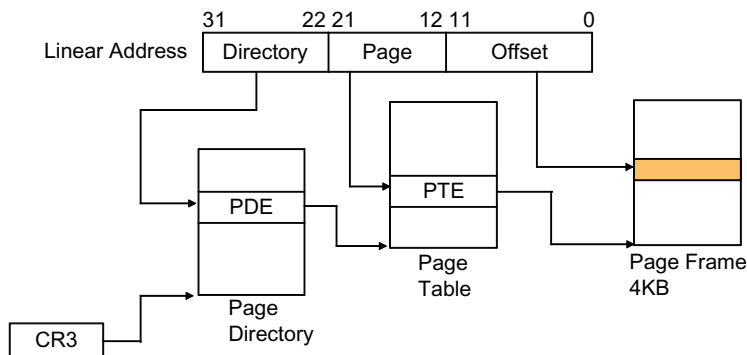 31 22 21 12 11 0
Linear Address Directory Page Offset
PDE
PTE
Page
Table
Page Frame
4KB
Page
Directory
CR3